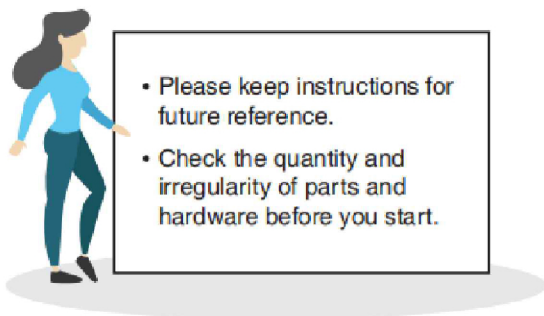 • Please keep instructions for
future reference.
• Check the quantity and
irregularity of parts and
hardware before you start.